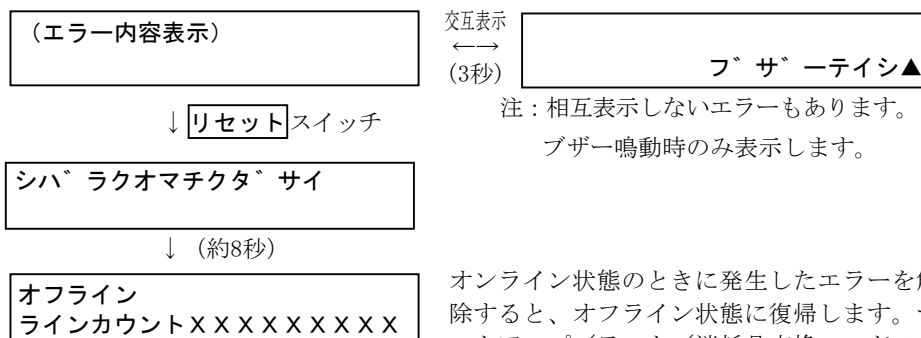 （エラー内容表示）
交互表示
←→
（3秒）
フ゛サ゛ーテイシ▲
注：相互表示しないエラーもあります。
ブザー鳴動時のみ表示します。
↓リセットスイッチ
シハ゛ラクオマチクタ゛サイ
↓（約8秒）
オフライン
ラインカウントＸＸＸＸＸＸＸＸＸ
オンライン状態のときに発生したエラーを
除すると、オフライン状態に復帰します。